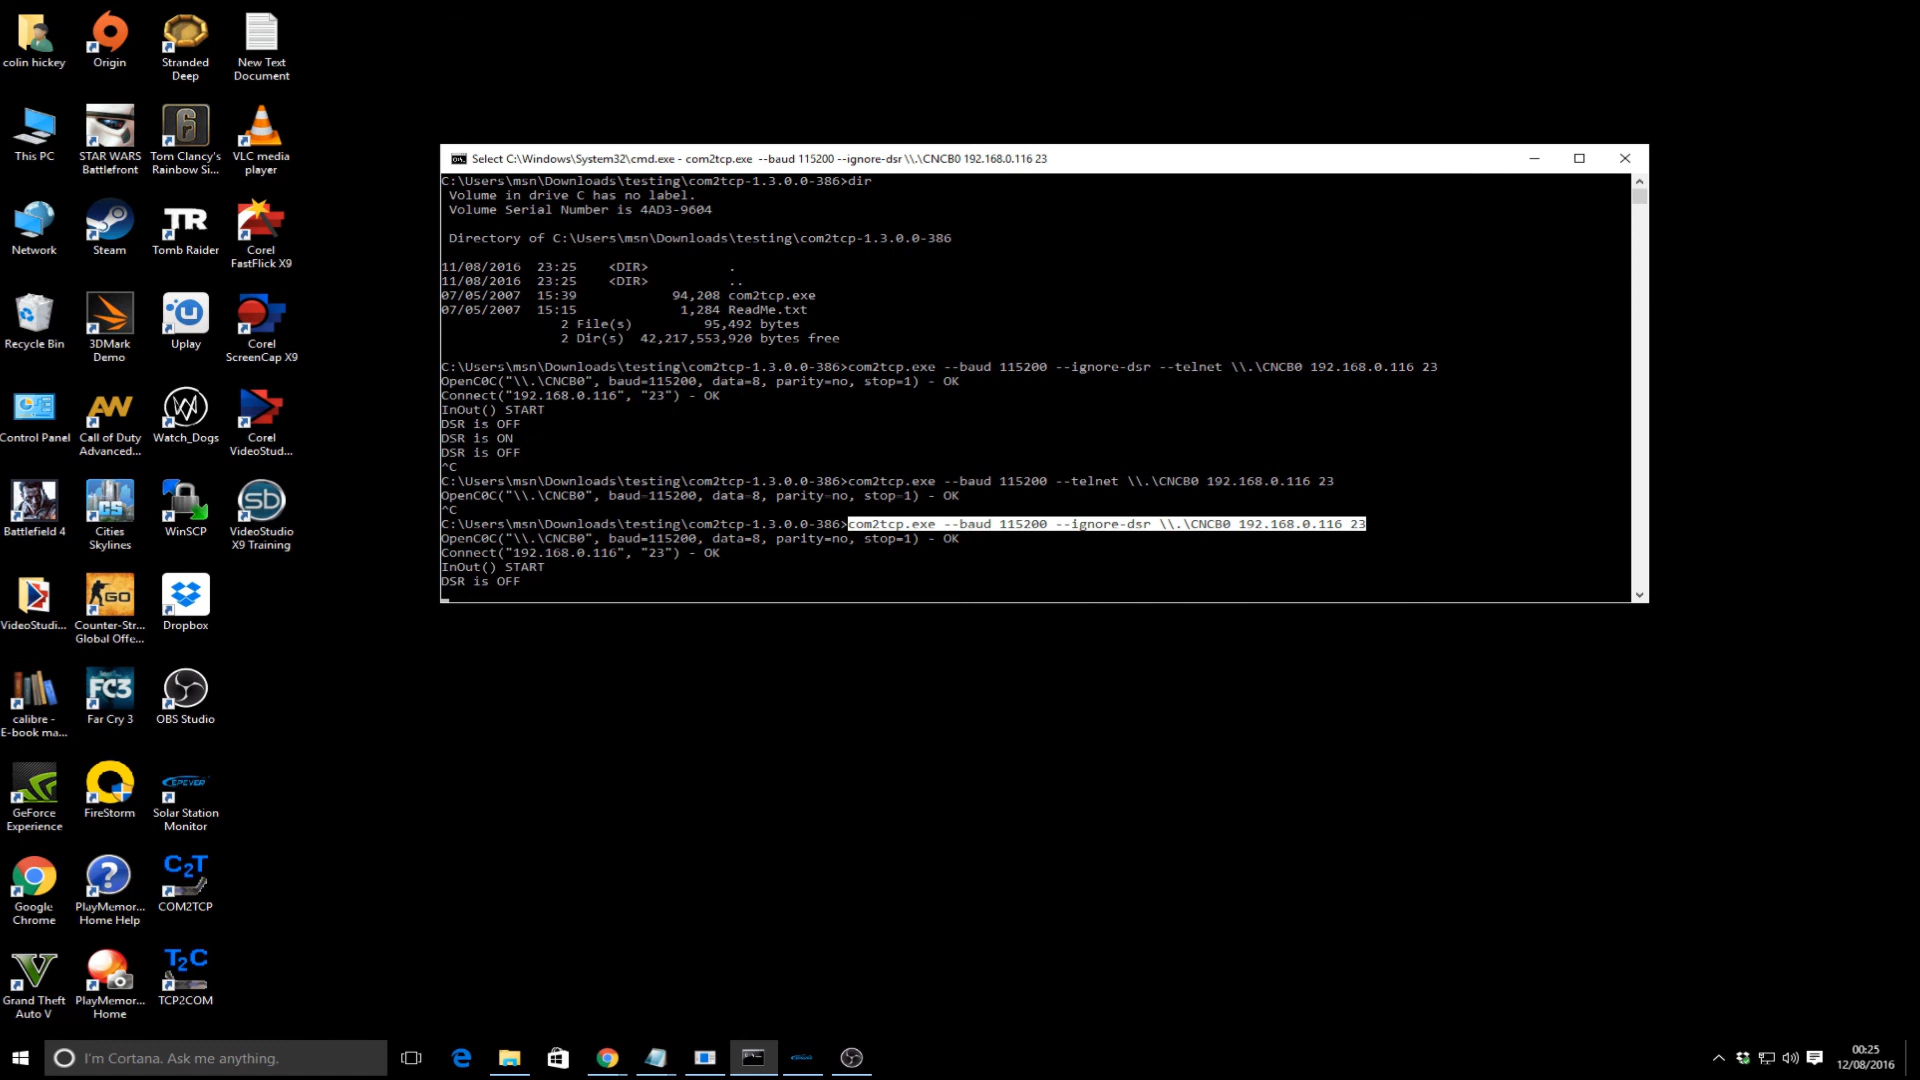 colin hickey
Origin
Stranded
Deep
New Text
Document
This PC
STAR WARS
Battlefront
Tom Clancy's
Rainbow Si...
VLC media
player
Network
Steam
TR
Tomb Raider
Corel
FastFlick X9
Recycle Bin
3DMark
Demo
Uplay
Corel
ScreenCap X9
Control Panel
AW
Call of Duty
Advanced...
Watch_Dogs
Corel
VideoStud...
Battlefield 4
CS
Cities
Skylines
WinSCP
sb
VideoStudio
X9 Training
VideoStudi...
GO
Counter-Str...
Global Offe...
Dropbox
calibre -
E-book ma...
FC3
Far Cry 3
OBS Studio
GeForce
Experience
FireStorm
EPEVER
Solar Station
Monitor
Google
Chrome
PlayMemor...
Home Help
C2T
COM2TCP
Grand Theft
Auto V
PlayMemor...
Home
T2C
TCP2COM
Select C:\Windows\System32\cmd.exe - com2tcp.exe  --baud 115200 --ignore-dsr \\.\CNCB0 192.168.0.116 23
C:\Users\msn\Downloads\testing\com2tcp-1.3.0.0-386>dir
Volume in drive C has no label.
Volume Serial Number is 4AD3-9604
Directory of C:\Users\msn\Downloads\testing\com2tcp-1.3.0.0-386
11/08/2016  23:25    <DIR>          .
11/08/2016  23:25    <DIR>          ..
07/05/2007  15:39            94,208 com2tcp.exe
07/05/2007  15:15             1,284 ReadMe.txt
2 File(s)         95,492 bytes
2 Dir(s)  42,217,553,920 bytes free
C:\Users\msn\Downloads\testing\com2tcp-1.3.0.0-386>com2tcp.exe --baud 115200 --ignore-dsr --telnet \\.\CNCB0 192.168.0.116 23
OpenC0C("\\.\CNCB0", baud=115200, data=8, parity=no, stop=1) - OK
Connect("192.168.0.116", "23") - OK
InOut() START
DSR is OFF
DSR is ON
DSR is OFF
^C
C:\Users\msn\Downloads\testing\com2tcp-1.3.0.0-386>com2tcp.exe --baud 115200 --telnet \\.\CNCB0 192.168.0.116 23
OpenC0C("\\.\CNCB0", baud=115200, data=8, parity=no, stop=1) - OK
^C
C:\Users\msn\Downloads\testing\com2tcp-1.3.0.0-386>com2tcp.exe --baud 115200 --ignore-dsr \\.\CNCB0 192.168.0.116 23
OpenC0C("\\.\CNCB0", baud=115200, data=8, parity=no, stop=1) - OK
Connect("192.168.0.116", "23") - OK
InOut() START
DSR is OFF
I'm Cortana. Ask me anything.
00:25
12/08/2016